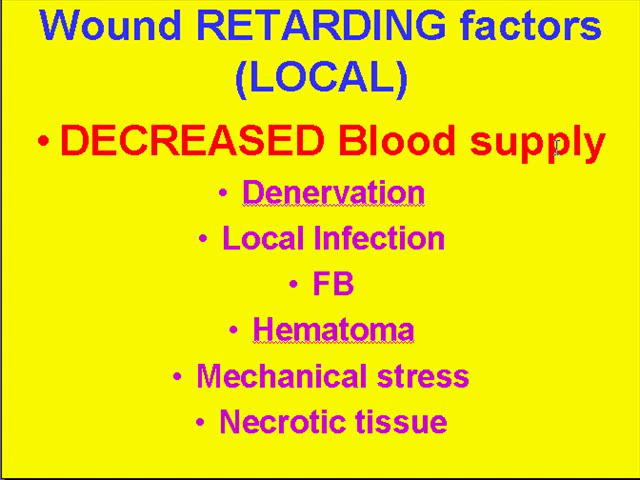 Wound RETARDING factors
(LOCAL)
• DECREASED Blood supply
• Denervation
• Local Infection
• FB
• Hematoma
• Mechanical stress
• Necrotic tissue